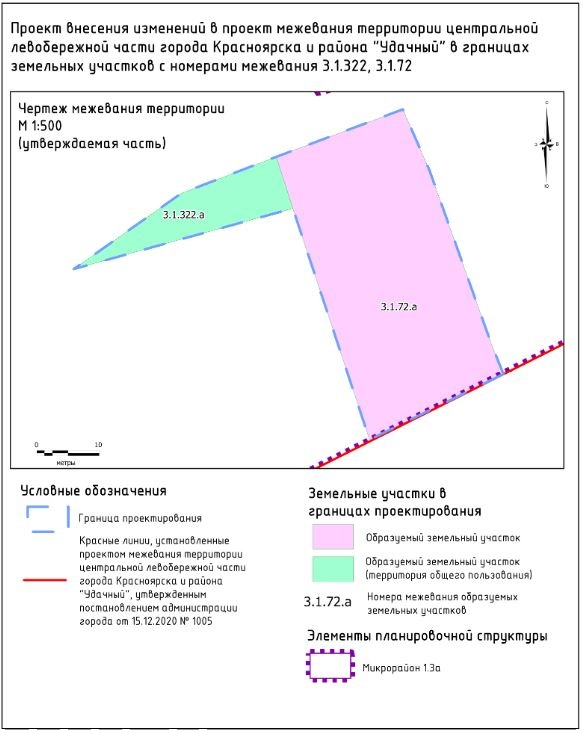 Проект внесения изменений в проект межевания территории центральной
левобережной части города Красноярска и района "Удачный" в границах
земельных участков с номерами межевания 3.1.322, 3.1.72
Чертеж межевания территории
М 1:500
(утверждаемая часть)
3.1.322.а
3.1.72.а
0 10
метры
Условные обозначения
Граница проектирования
Красные линии, установленные
проектом межевания территории
центральной левобережной части
города Красноярска и района
"Удачный", утвержденным
постановлением администрации
города от 15.12.2020 № 1005
Земельные участки в
границах проектирования
Образуемый земельный участок
Образуемый земельный участок
(территория общего пользования)
3.1.72.а
Номера межевания образуемых
земельных участков
Элементы планировочной структуры
Микрорайон 1.3а